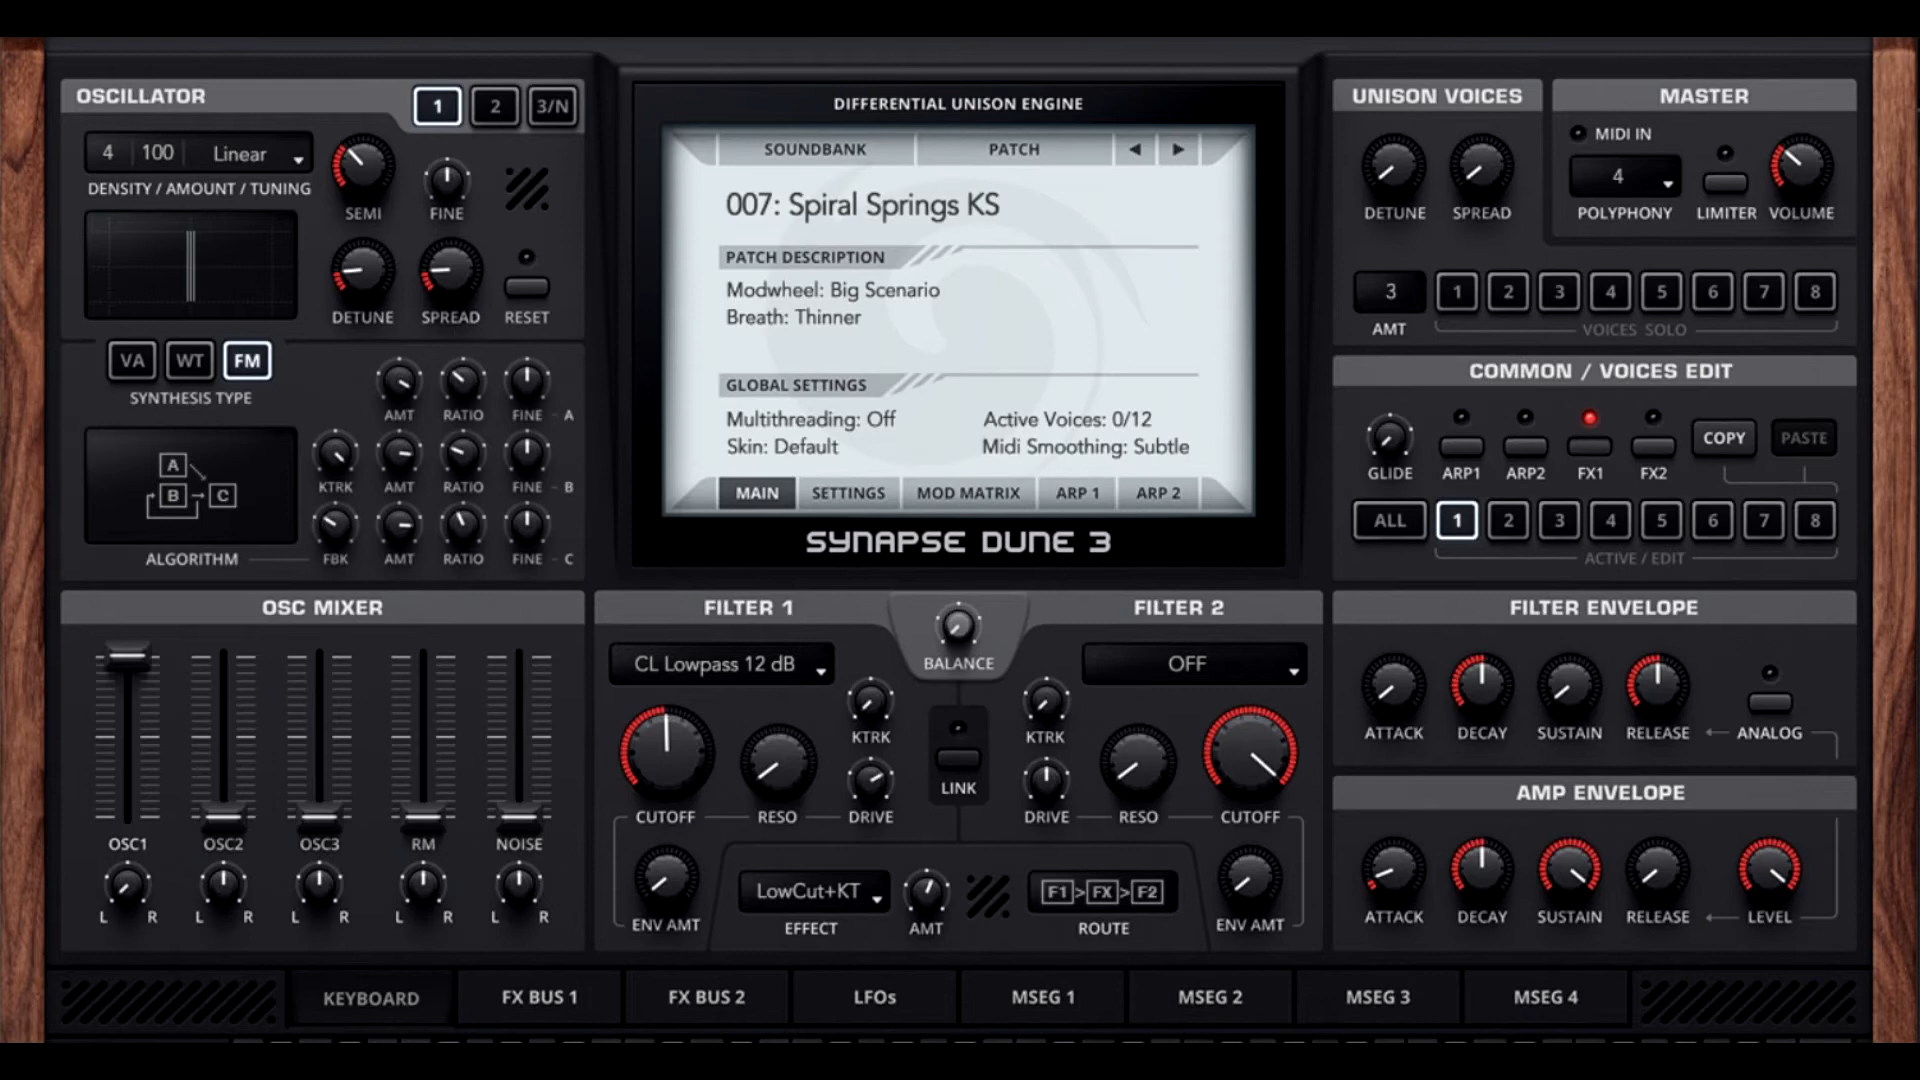 OSCILLATOR
1 2 3/N
4 100 Linear
DENSITY / AMOUNT / TUNING
SEMI FINE
DETUNE SPREAD RESET
VA WT FM
SYNTHESIS TYPE
AMT RATIO FINE A
KTRK AMT RATIO FINE B
FBK AMT RATIO FINE C
A
B C
ALGORITHM
DIFFERENTIAL UNISON ENGINE
SOUNDBANK PATCH
007: Spiral Springs KS
PATCH DESCRIPTION
Modwheel: Big Scenario
Breath: Thinner
GLOBAL SETTINGS
Multithreading: Off Active Voices: 0/12
Skin: Default Midi Smoothing: Subtle
MAIN SETTINGS MOD MATRIX ARP 1 ARP 2
SYNAPSE DUNE 3
UNISON VOICES
DETUNE SPREAD
MASTER
MIDI IN
4
POLYPHONY LIMITER VOLUME
3 1 2 3 4 5 6 7 8
AMT VOICES SOLO
COMMON / VOICES EDIT
COPY PASTE
GLIDE ARP1 ARP2 FX1 FX2
ALL 1 2 3 4 5 6 7 8
ACTIVE / EDIT
OSC MIXER
OSC1 OSC2 OSC3 RM NOISE
L R L R L R L R L R
FILTER 1
CL Lowpass 12 dB
KTRK
CUTOFF RESO DRIVE
ENV AMT
BALANCE
LINK
FILTER 2
OFF
KTRK
DRIVE RESO CUTOFF
ENV AMT
LowCut+KT
EFFECT AMT
F1>FX>F2
ROUTE
FILTER ENVELOPE
ATTACK DECAY SUSTAIN RELEASE ANALOG
AMP ENVELOPE
ATTACK DECAY SUSTAIN RELEASE LEVEL
KEYBOARD FX BUS 1 FX BUS 2 LFOs MSEG 1 MSEG 2 MSEG 3 MSEG 4